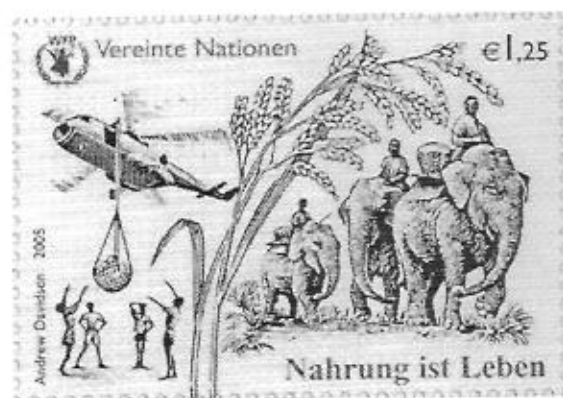 WFP
Vereinte Nationen
€1,25
Andrew Davidson 2005
Nahrung ist Leben